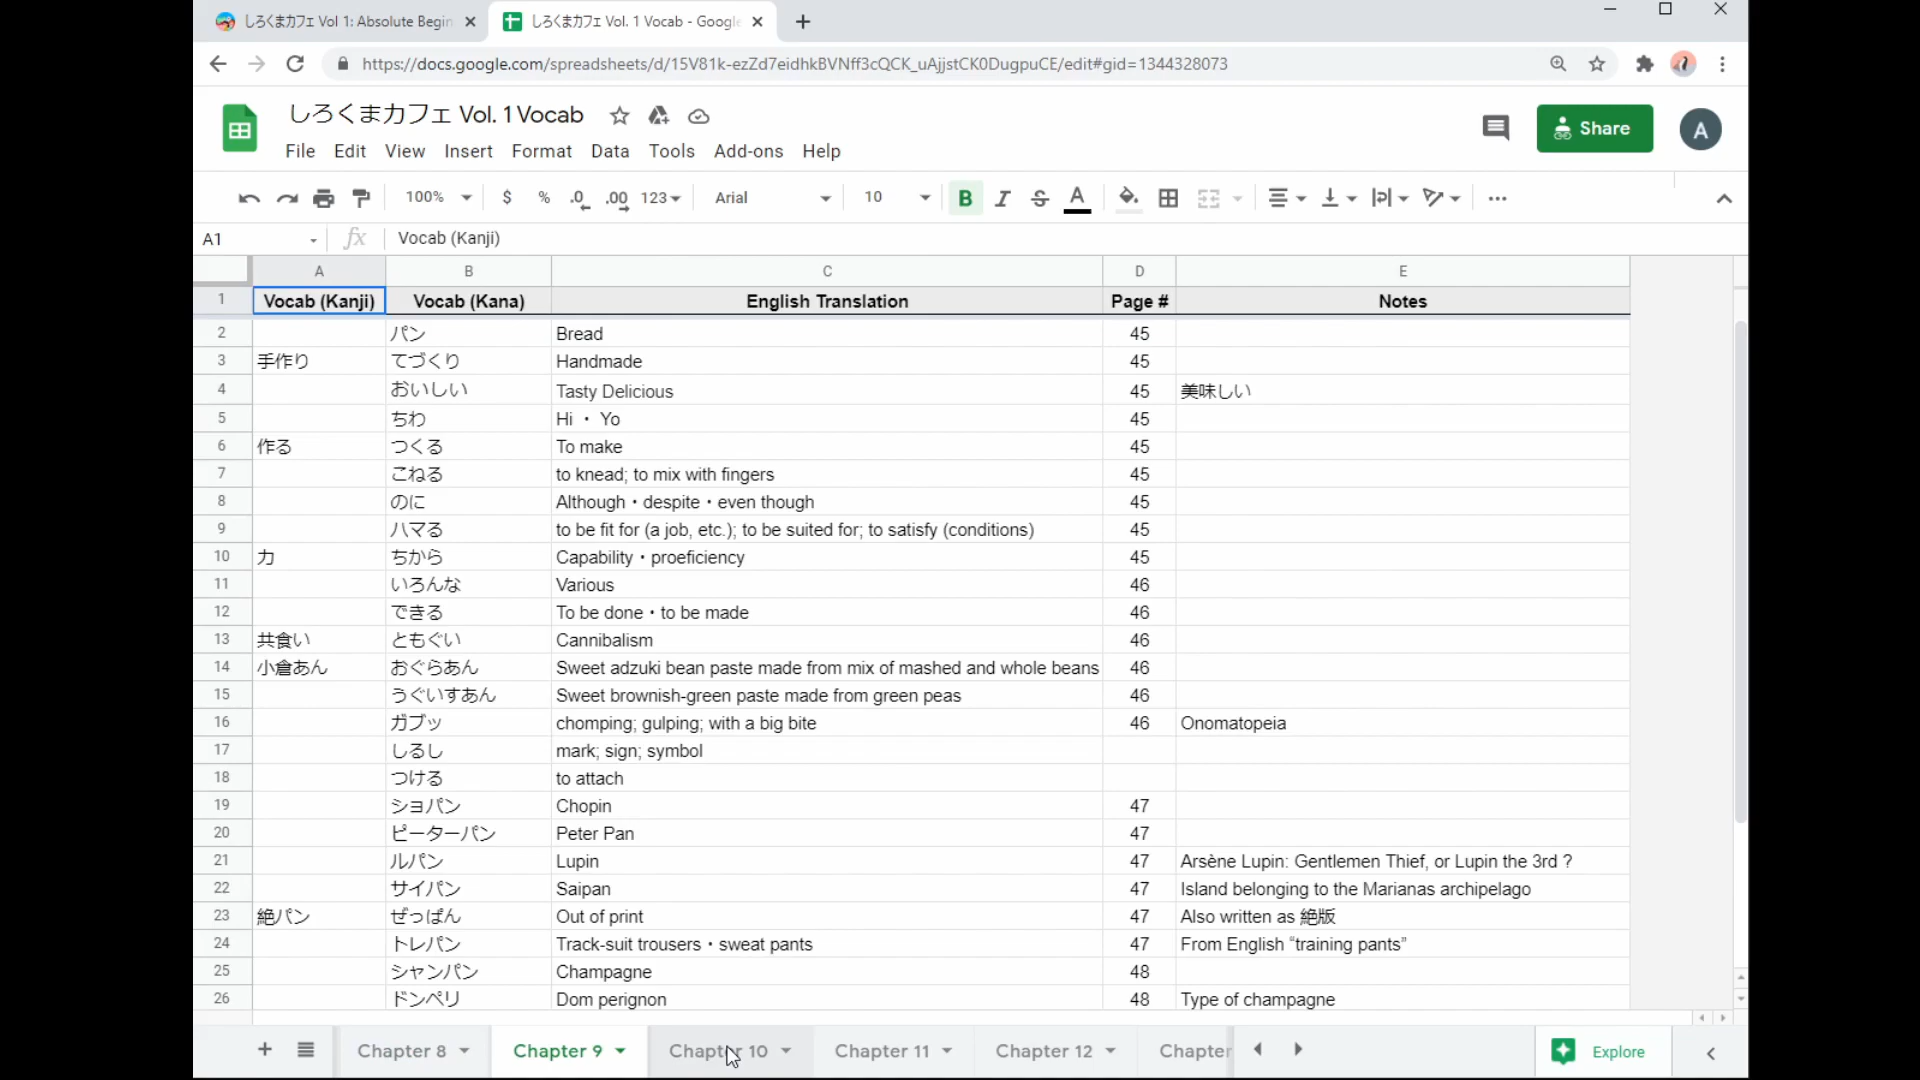 しろくまカフェ Vol 1: Absolute Begin
しろくまカフェ Vol. 1 Vocab - Google
https://docs.google.com/spreadsheets/d/15V81k-ezZd7eidhkBVNff3cQCK_uAjjstCK0DugpuCE/edit#gid=1344328073
しろくまカフェ Vol. 1 Vocab
Share
A
File Edit View Insert Format Data Tools Add-ons Help
100% $ % .0 .00 123 Arial 10 B I S A
A1 fx Vocab (Kanji)
A B C D E
1 Vocab (Kanji) Vocab (Kana) English Translation Page # Notes
2 パン Bread 45
3 手作り てづくり Handmade 45
4 おいしい Tasty Delicious 45 美味しい
5 ちわ Hi ・ Yo 45
6 作る つくる To make 45
7 こねる to knead; to mix with fingers 45
8 のに Although・despite・even though 45
9 ハマる to be fit for (a job, etc.); to be suited for; to satisfy (conditions) 45
10 力 ちから Capability・proeficiency 45
11 いろんな Various 46
12 できる To be done・to be made 46
13 共食い ともぐい Cannibalism 46
14 小倉あん おぐらあん Sweet adzuki bean paste made from mix of mashed and whole beans 46
15 うぐいすあん Sweet brownish-green paste made from green peas 46
16 ガブッ chomping; gulping; with a big bite 46 Onomatopeia
17 しるし mark; sign; symbol
18 つける to attach
19 ショパン Chopin 47
20 ピーターパン Peter Pan 47
21 ルパン Lupin 47 Arsène Lupin: Gentlemen Thief, or Lupin the 3rd ?
22 サイパン Saipan 47 Island belonging to the Marianas archipelago
23 絶パン ぜっぱん Out of print 47 Also written as 絶版
24 トレパン Track-suit trousers・sweat pants 47 From English “training pants”
25 シャンパン Champagne 48
26 ドンペリ Dom perignon 48 Type of champagne
Chapter 8 Chapter 9 Chapter 10 Chapter 11 Chapter 12 Chapter Explore